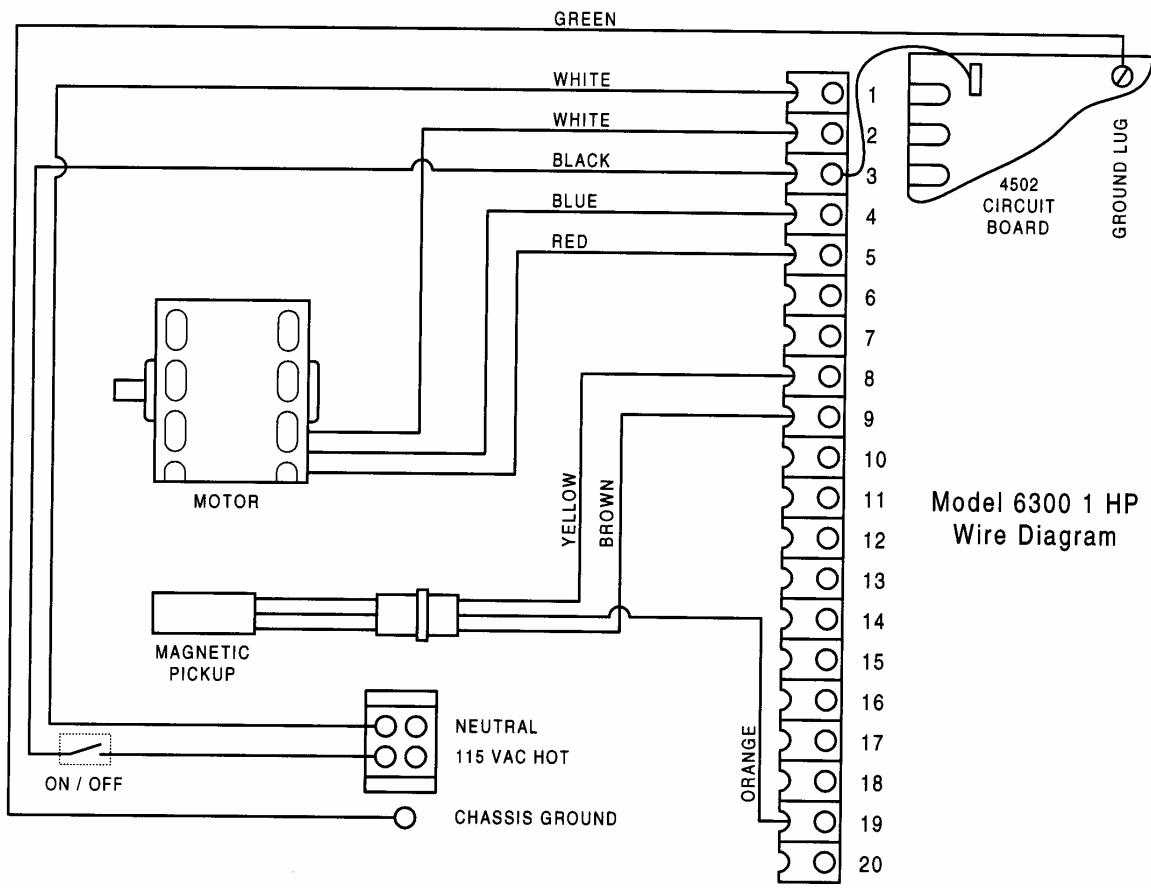 GREEN
WHITE
WHITE
BLACK
BLUE
RED
1
2
3
4
5
6
7
8
9
10
11
12
13
14
15
16
17
18
19
20
4502
CIRCUIT
BOARD
GROUND LUG
MOTOR
YELLOW
BROWN
Model 6300 1 HP
Wire Diagram
MAGNETIC
PICKUP
NEUTRAL
115 VAC HOT
ON / OFF
ORANGE
CHASSIS GROUND